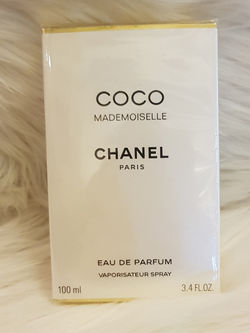 COCO
MADEMOISELLE
CHANEL
PARIS
EAU DE PARFUM
VAPORISATEUR SPRAY
100 ml 3.4 FL.OZ.